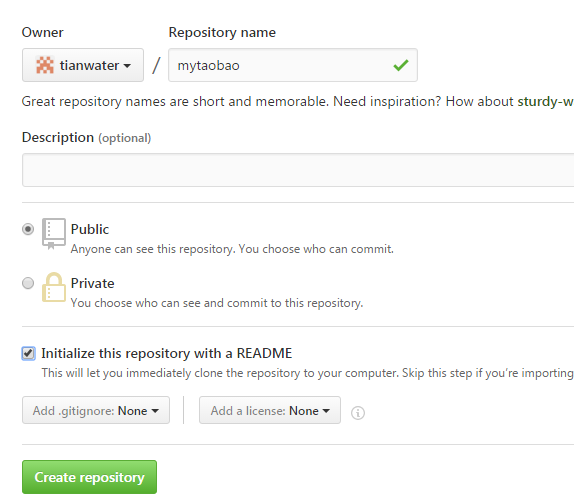 Owner Repository name
tianwater / mytaobao
Great repository names are short and memorable. Need inspiration? How about sturdy-w
Description (optional)
Public
Anyone can see this repository. You choose who can commit.
Private
You choose who can see and commit to this repository.
Initialize this repository with a README
This will let you immediately clone the repository to your computer. Skip this step if you're importing
Add .gitignore: None Add a license: None
Create repository